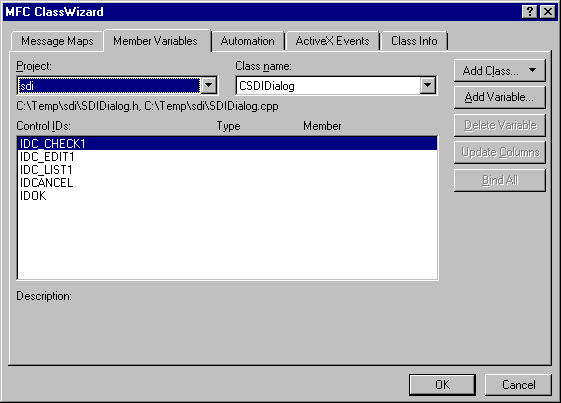 MFC ClassWizard
Message Maps Member Variables Automation ActiveX Events Class Info
Project: Class name:
sdi CSDIDialog
C:\Temp\sdi\SDIDialog.h, C:\Temp\sdi\SDIDialog.cpp
Control IDs: Type Member
IDC_CHECK1
IDC_EDIT1
IDC_LIST1
IDCANCEL
IDOK
Add Class...
Add Variable...
Delete Variable
Update Columns
Bind All
Description:
OK Cancel